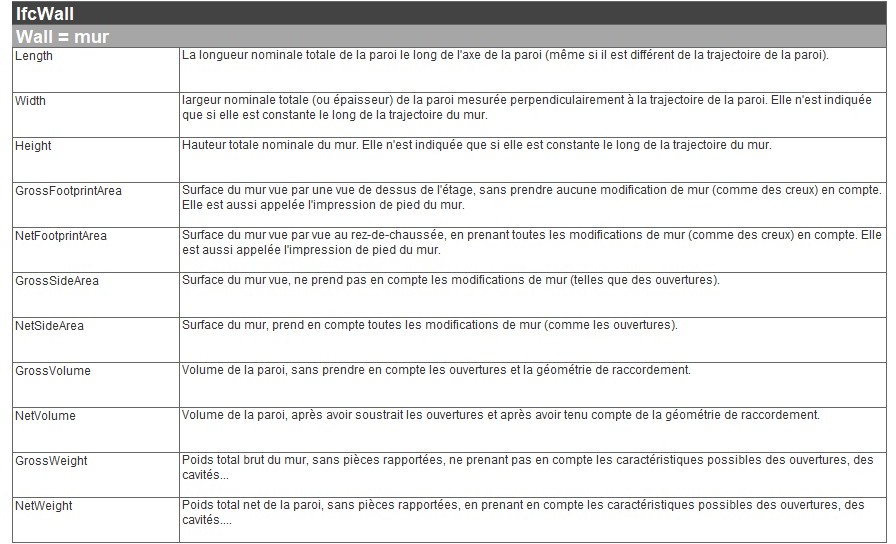 IfcWall
Wall = mur
Length
La longueur nominale totale de la paroi le long de l'axe de la paroi (même si il est différent de la trajectoire de la paroi).
Width
largeur nominale totale (ou épaisseur) de la paroi mesurée perpendiculairement à la trajectoire de la paroi. Elle n'est indiquée
que si elle est constante le long de la trajectoire du mur.
Height
Hauteur totale nominale du mur. Elle n'est indiquée que si elle est constante le long de la trajectoire du mur.
GrossFootprintArea
Surface du mur vue par une vue de dessus de l'étage, sans prendre aucune modification de mur (comme des creux) en compte.
Elle est aussi appelée l'impression de pied du mur.
NetFootprintArea
Surface du mur vue par vue au rez-de-chaussée, en prenant toutes les modifications de mur (comme des creux) en compte. Elle
est aussi appelée l'impression de pied du mur.
GrossSideArea
Surface du mur vue, ne prend pas en compte les modifications de mur (telles que des ouvertures).
NetSideArea
Surface du mur, prend en compte toutes les modifications de mur (comme les ouvertures).
GrossVolume
Volume de la paroi, sans prendre en compte les ouvertures et la géométrie de raccordement.
NetVolume
Volume de la paroi, après avoir soustrait les ouvertures et après avoir tenu compte de la géométrie de raccordement.
GrossWeight
Poids total brut du mur, sans pièces rapportées, ne prenant pas en compte les caractéristiques possibles des ouvertures, des
cavités...
NetWeight
Poids total net de la paroi, sans pièces rapportées, en prenant en compte les caractéristiques possibles des ouvertures, des
cavités....